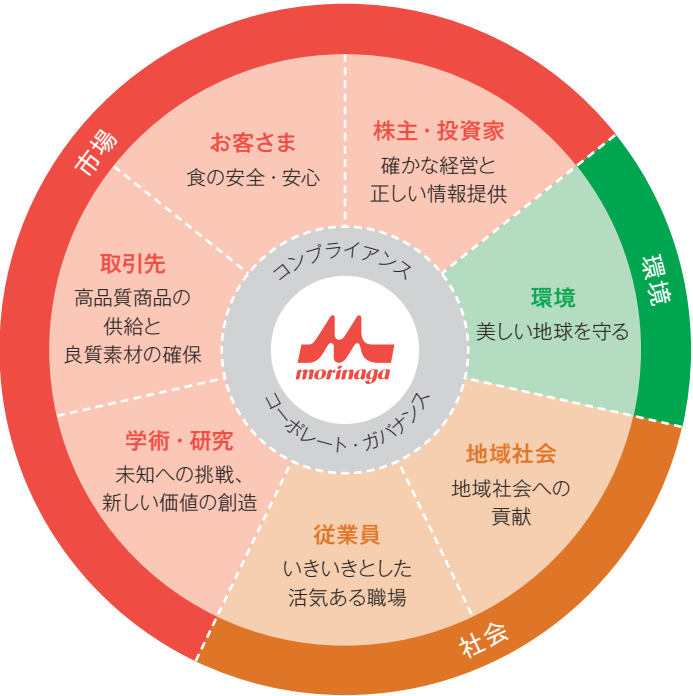 市場
お客さま
食の安全・安心
株主・投資家
確かな経営と
正しい情報提供
環境
環境
美しい地球を守る
取引先
高品質商品の
供給と
良質素材の確保
コンプライアンス
morinaga
コーポレート・ガバナンス
学術・研究
未知への挑戦、
新しい価値の創造
地域社会
地域社会への
貢献
従業員
いきいきとした
活気ある職場
社会